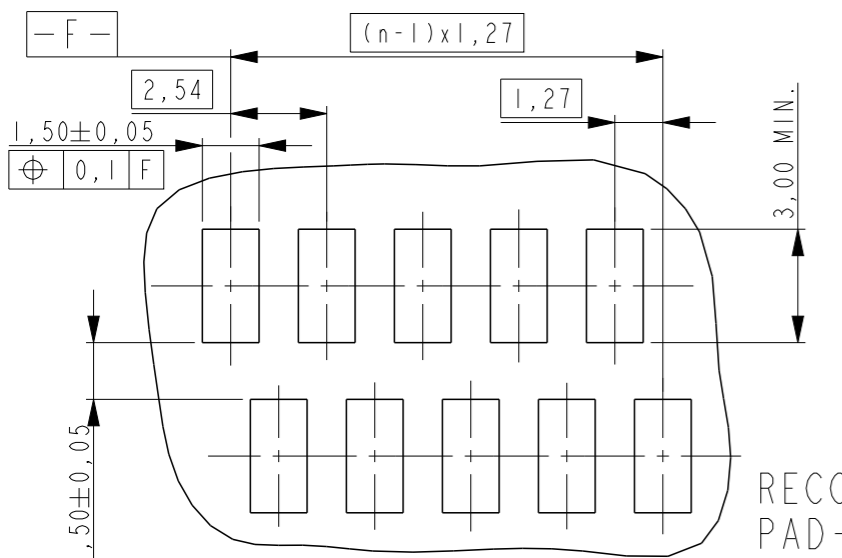 -F-
(n-1)x1,27
2,54
1,27
1,50±0,05
⌖ 0,1 F
3,00 MIN.
,50±0,05
RECO
PAD-